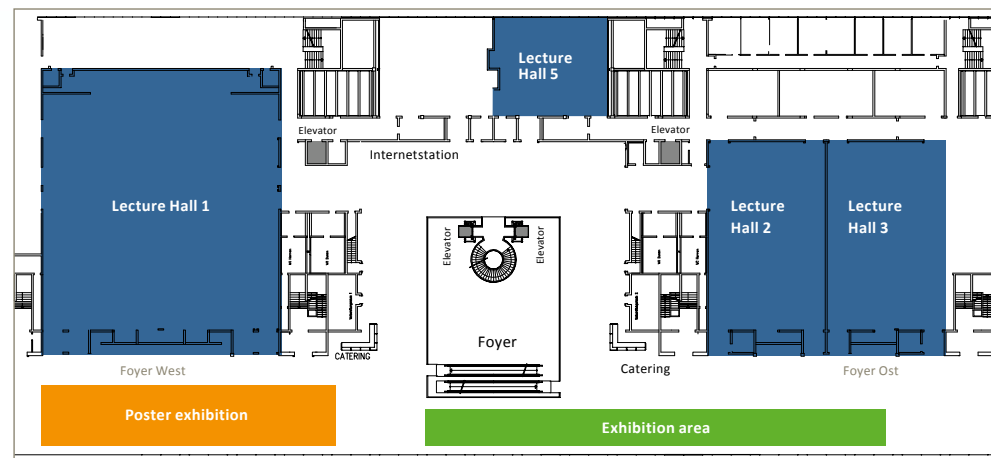 Lecture
Hall 5
Elevator
Elevator
Internetstation
Lecture Hall 1
Lecture
Hall 2
Lecture
Hall 3
Elevator
Elevator
Foyer
CATERING
Catering
Foyer West
Foyer Ost
Poster exhibition
Exhibition area